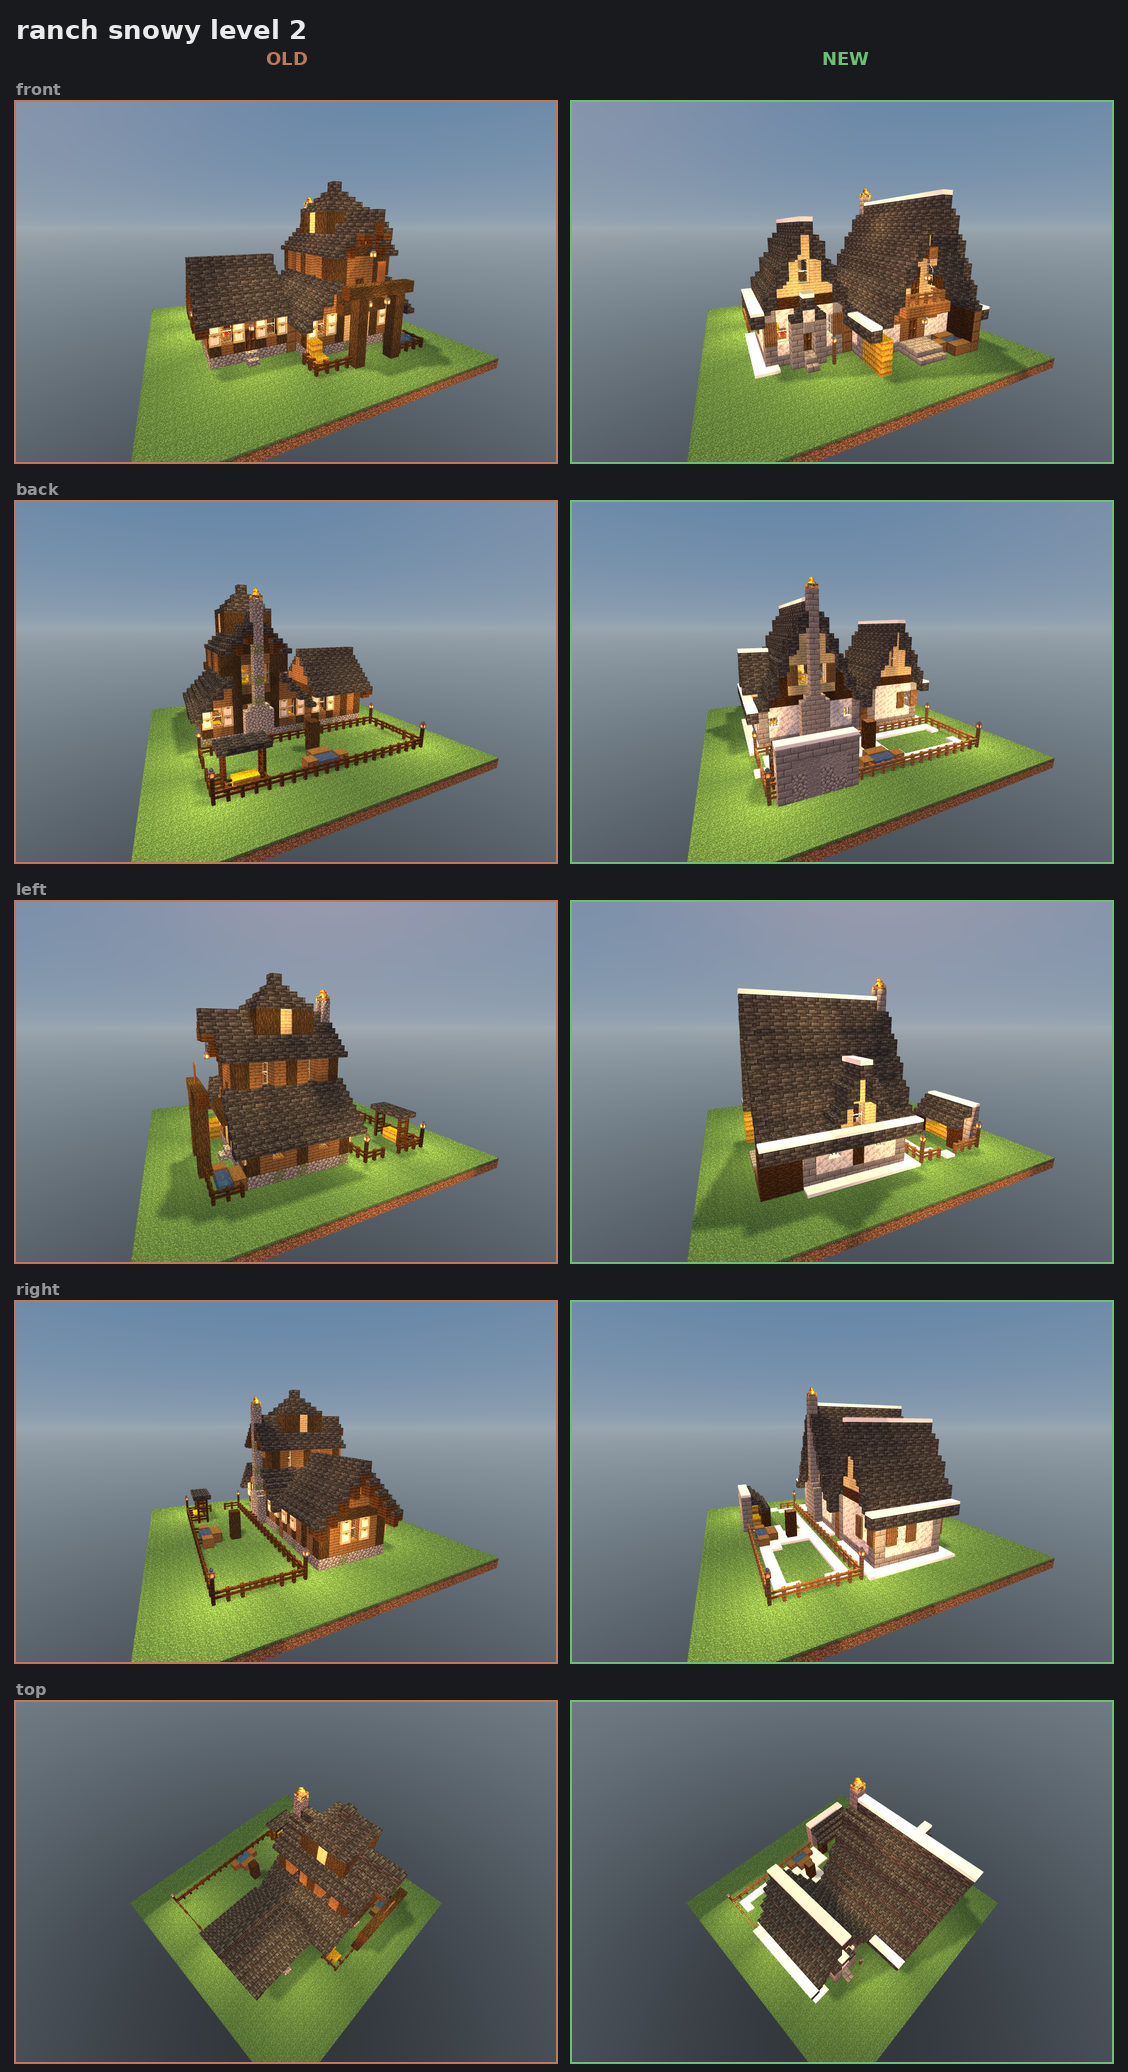 ranch snowy level 2
OLD
NEW
front
back
left
right
top